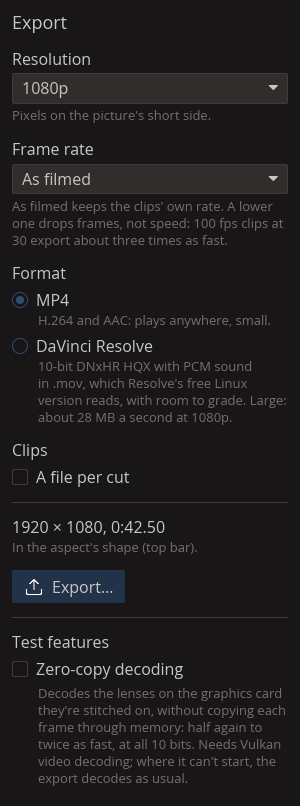 Export
Resolution
1080p
Pixels on the picture's short side.
Frame rate
As filmed
As filmed keeps the clips' own rate. A lower
one drops frames, not speed: 100 fps clips at
30 export about three times as fast.
Format
MP4
H.264 and AAC: plays anywhere, small.
DaVinci Resolve
10-bit DNxHR HQX with PCM sound
in .mov, which Resolve's free Linux
version reads, with room to grade. Large:
about 28 MB a second at 1080p.
Clips
A file per cut
1920 × 1080, 0:42.50
In the aspect's shape (top bar).
Export...
Test features
Zero-copy decoding
Decodes the lenses on the graphics card
they're stitched on, without copying each
frame through memory: half again to
twice as fast, at all 10 bits. Needs Vulkan
video decoding; where it can't start, the
export decodes as usual.